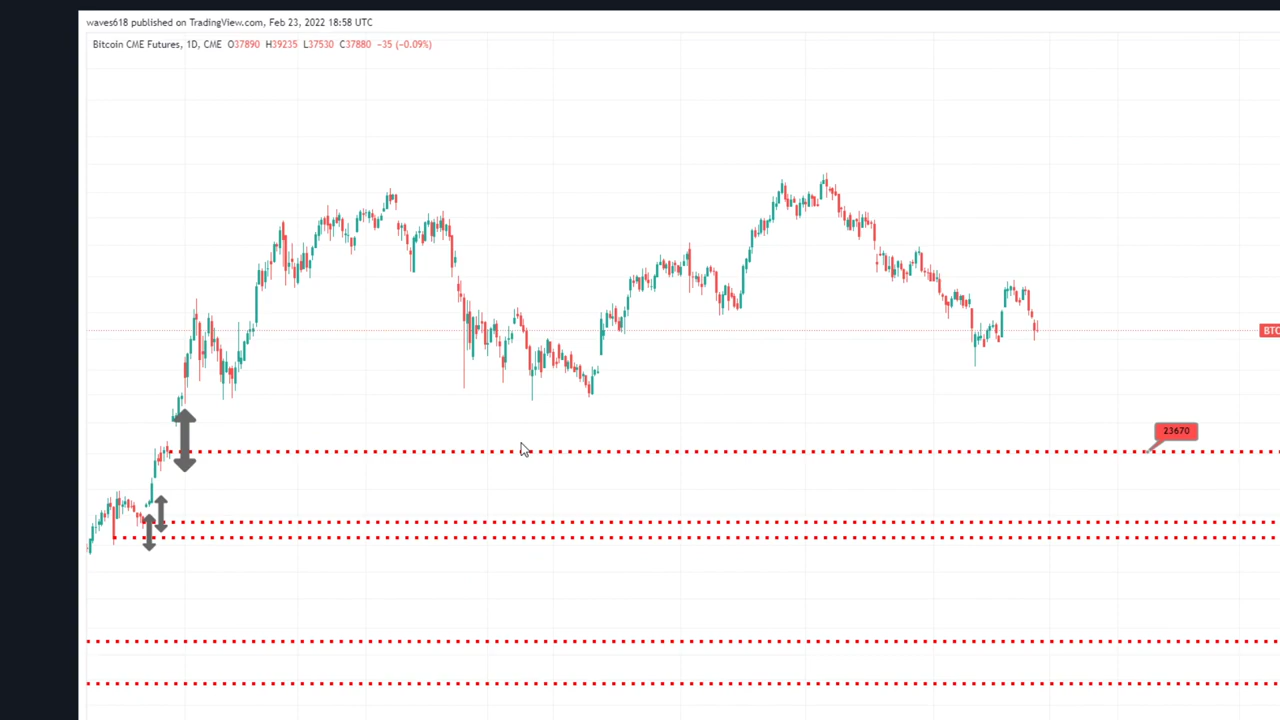 waves618 published on TradingView.com, Feb 23, 2022 18:58 UTC
Bitcoin CME Futures, 1D, CME O37890 H39235 L37530 C37880 −35 (−0.09%)
BTC
23670